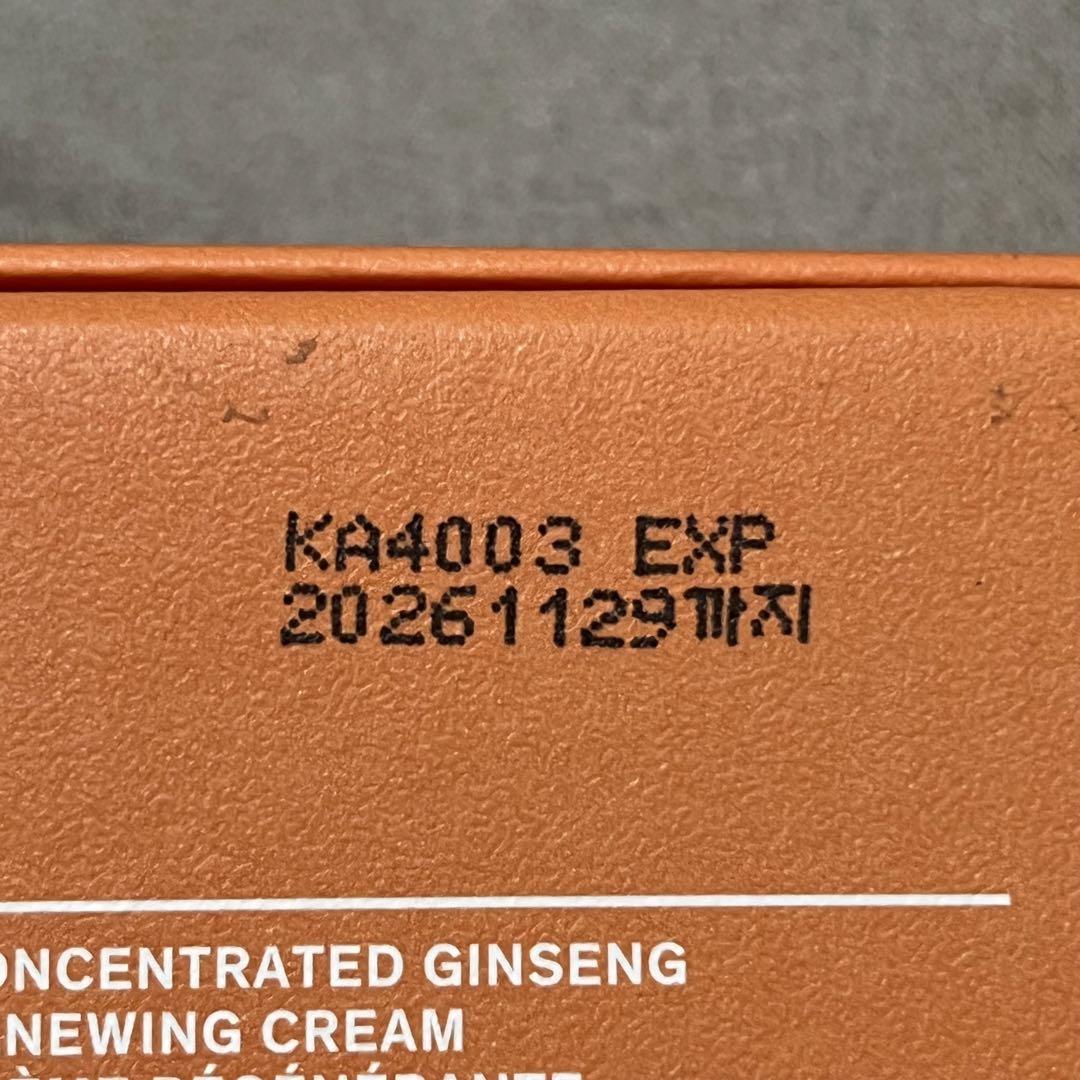 KA4003 EXP
20261129까지
ONCENTRATED GINSENG
NEWING CREAM